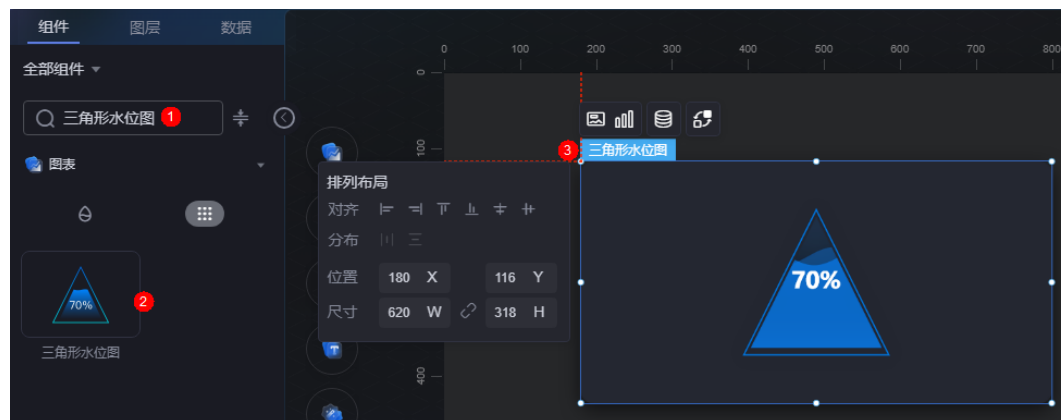 组件 图层 数据
全部组件
三角形水位图 1
图表
70%
2
三角形水位图
0 100 200 300 400 500 600 700 800
0
100
400
3 三角形水位图
排列布局
对齐
分布
位置 180 X 116 Y
尺寸 620 W 318 H
T
70%